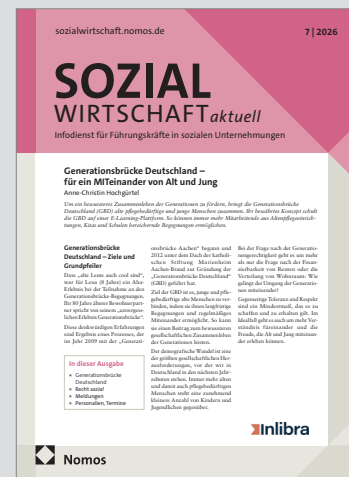 sozialwirtschaft.nomos.de
7 | 2026
SOZIAL
WIRTSCHAFT aktuell
Infodienst für Führungskräfte in sozialen Unternehmungen
Generationsbrücke Deutschland –
für ein MITeinander von Alt und Jung
Anne-Christin Hochgürtel
Um ein bewussteres Zusammenleben der Generationen zu fördern, bringt die Generationsbrücke
Deutschland (GBD) alte pflegebedürftige und junge Menschen zusammen. Ihr bewährtes Konzept schult
die GBD auf einer E-Learning-Plattform. So können immer mehr Mitarbeitende aus Altenpflegeeinrich-
tungen, Kitas und Schulen bereichernde Begegnungen ermöglichen.
Generationsbrücke
Deutschland – Ziele und
Grundpfeiler
Dass „alte Leute auch cool sind“,
war für Lena (8 Jahre) ein Aha-
Erlebnis bei der Teilnahme an den
Generationsbrücke-Begegnungen.
Ihr 80 Jahre älterer Bewohnerpart-
ner spricht von seinem „unvergess-
lichen Erlebnis Generationsbrücke“.
Diese denkwürdigen Erfahrungen
sind Ergebnis eines Prozesses, der
im Jahr 2009 mit der „Generati-
In dieser Ausgabe
Generationsbrücke
Deutschland
Recht sozial
Meldungen
Personalien, Termine
onsbrücke Aachen“ begann und
2012 unter dem Dach der katholi-
schen Stiftung Marienheim
Aachen-Brand zur Gründung der
„Generationsbrücke Deutschland“
(GBD) geführt hat.
Ziel der GBD ist es, junge und pfle-
gebedürftige alte Menschen zu ver-
binden, indem sie ihnen langfristige
Begegnungen und regelmäßiges
Miteinander ermöglicht. So kann
sie einen Beitrag zum bewussteren
gesellschaftlichen Zusammenleben
der Generationen leisten.
Der demografische Wandel ist eine
der größten gesellschaftlichen Her-
ausforderungen, vor der wir in
Deutschland in den nächsten Jahr-
zehnten stehen. Immer mehr alten
und damit auch pflegebedürftigen
Menschen steht eine zunehmend
kleinere Anzahl von Kindern und
Jugendlichen gegenüber.
Bei der Frage nach der Generatio-
nengerechtigkeit geht es um mehr
als nur die Frage nach der Finan-
zierbarkeit von Renten oder die
Verteilung von Wohnraum: Wie
gelingt der Umgang der Generatio-
nen miteinander?
Gegenseitige Toleranz und Respekt
sind ein Mindestmaß, das es zu
schaffen und zu erhalten gilt. Im
Idealfall geht es auch um mehr Ver-
ständnis füreinander und die
Freude, die Alt und Jung miteinan-
der erleben können.
Inlibra
Nomos